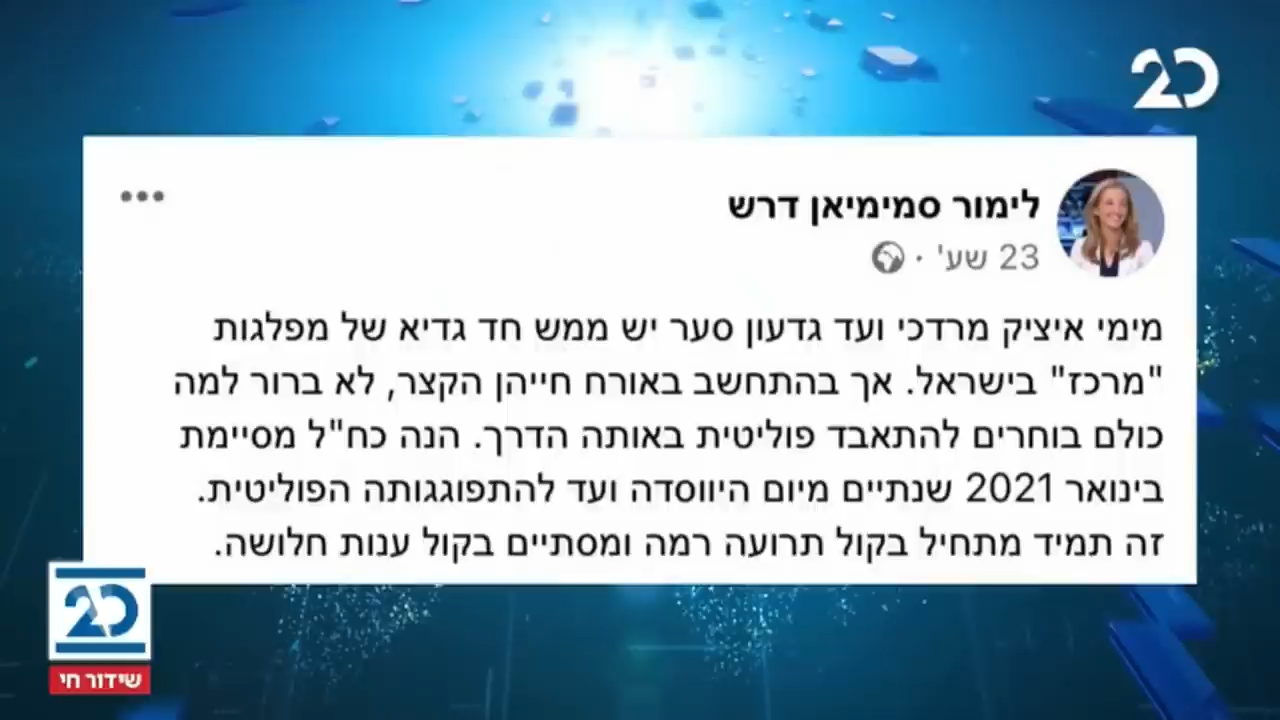 20
לימור סמימיאן דרש
23 שע' ·
מימי איציק מרדכי ועד גדעון סער יש ממש חד גדיא של מפלגות
"מרכז" בישראל. אך בהתחשב באורח חייהן הקצר, לא ברור למה
כולם בוחרים להתאבד פוליטית באותה הדרך. הנה כח"ל מסיימת
בינואר 2021 שנתיים מיום היווסדה ועד להתפוגגותה הפוליטית.
זה תמיד מתחיל בקול תרועה רמה ומסתיים בקול ענות חלושה.
20
שידור חי